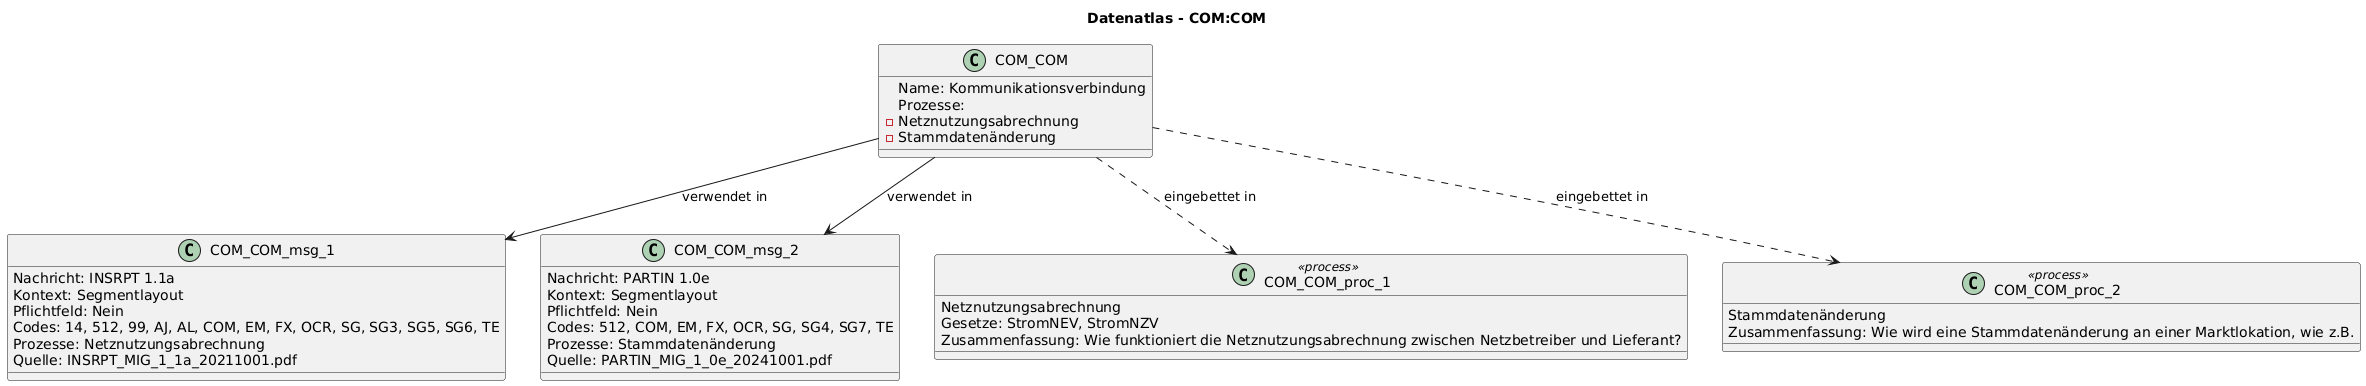 Datenatlas - COM:COM
C COM_COM
Name: Kommunikationsverbindung
Prozesse:
Netznutzungsabrechnung
Stammdatenänderung
verwendet in
verwendet in
eingebettet in
eingebettet in
C COM_COM_msg_1
Nachricht: INSRPT 1.1a
Kontext: Segmentlayout
Pflichtfeld: Nein
Codes: 14, 512, 99, AJ, AL, COM, EM, FX, OCR, SG, SG3, SG5, SG6, TE
Prozesse: Netznutzungsabrechnung
Quelle: INSRPT_MIG_1_1a_20211001.pdf
C COM_COM_msg_2
Nachricht: PARTIN 1.0e
Kontext: Segmentlayout
Pflichtfeld: Nein
Codes: 512, COM, EM, FX, OCR, SG, SG4, SG7, TE
Prozesse: Stammdatenänderung
Quelle: PARTIN_MIG_1_0e_20241001.pdf
«process»
C COM_COM_proc_1
Netznutzungsabrechnung
Gesetze: StromNEV, StromNZV
Zusammenfassung: Wie funktioniert die Netznutzungsabrechnung zwischen Netzbetreiber und Lieferant?
«process»
C COM_COM_proc_2
Stammdatenänderung
Zusammenfassung: Wie wird eine Stammdatenänderung an einer Marktlokation, wie z.B.